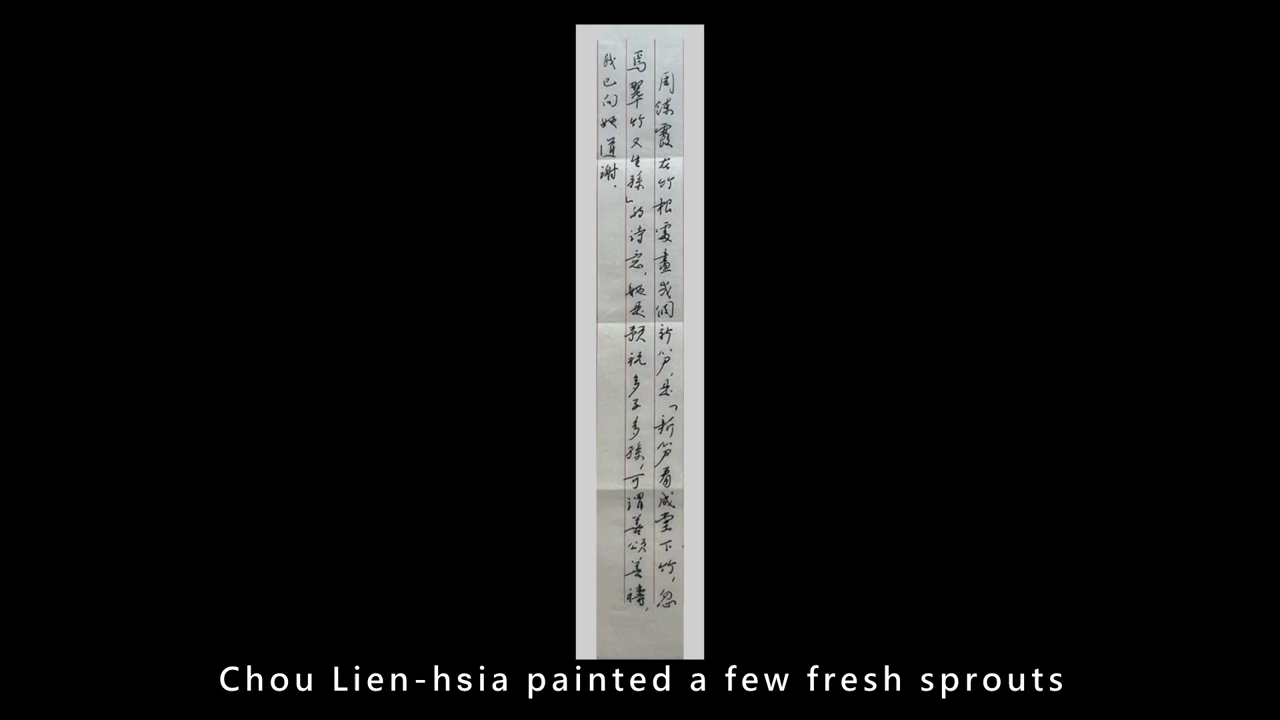 周練霞在竹根處畫幾個新笋,是「新笋看成堂下竹,忽
焉翠竹又生孫」的詩意,她是預祝多子多孫,可謂善頌善禱,
我已向她道謝.
Chou Lien-hsia painted a few fresh sprouts